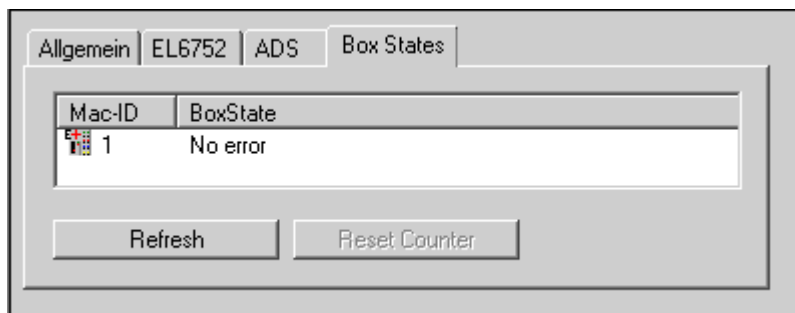 Allgemein EL6752 ADS Box States
Mac-ID BoxState
1 No error
Refresh Reset Counter